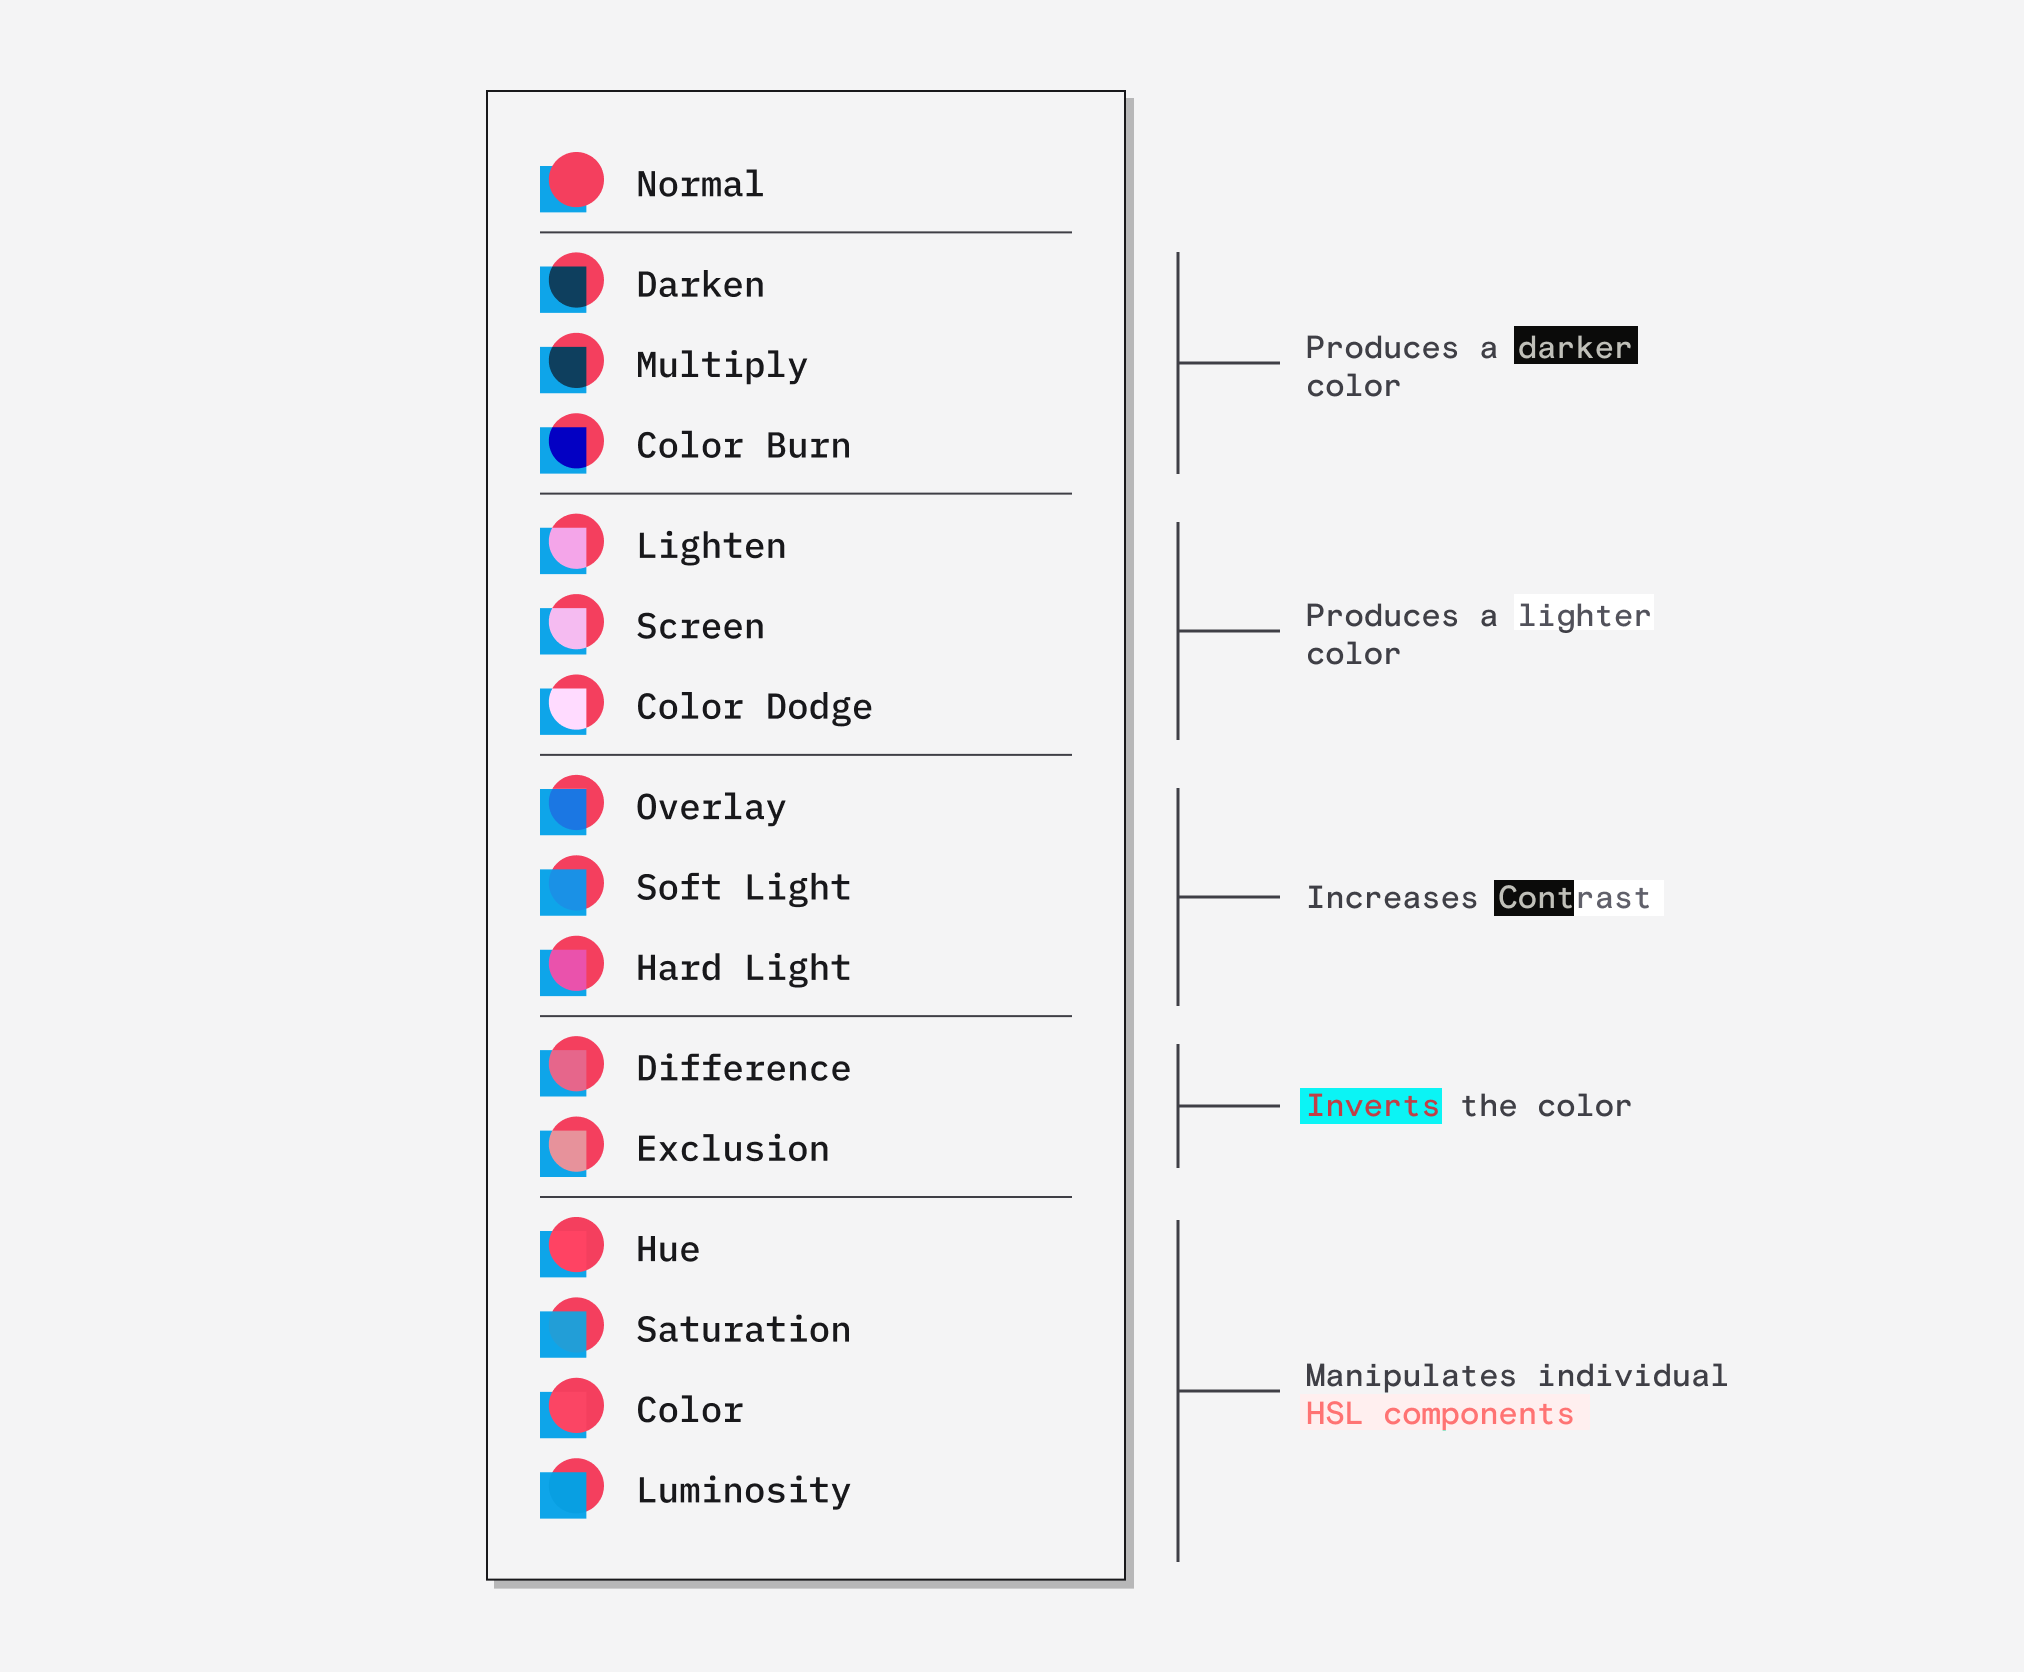 Normal
Darken
Multiply
Color Burn
Lighten
Screen
Color Dodge
Overlay
Soft Light
Hard Light
Difference
Exclusion
Hue
Saturation
Color
Luminosity
Produces a darker
color
Produces a lighter
color
Increases Contrast
Inverts the color
Manipulates individual
HSL components